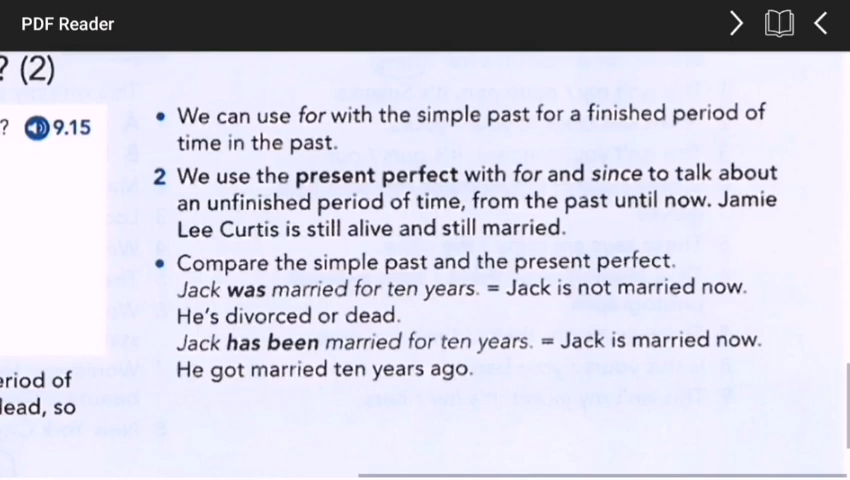 PDF Reader
? (2)
? 9.15
• We can use for with the simple past for a finished period of
time in the past.
2 We use the present perfect with for and since to talk about
an unfinished period of time, from the past until now. Jamie
Lee Curtis is still alive and still married.
• Compare the simple past and the present perfect.
Jack was married for ten years. = Jack is not married now.
He's divorced or dead.
Jack has been married for ten years. = Jack is married now.
He got married ten years ago.
eriod of
lead, so